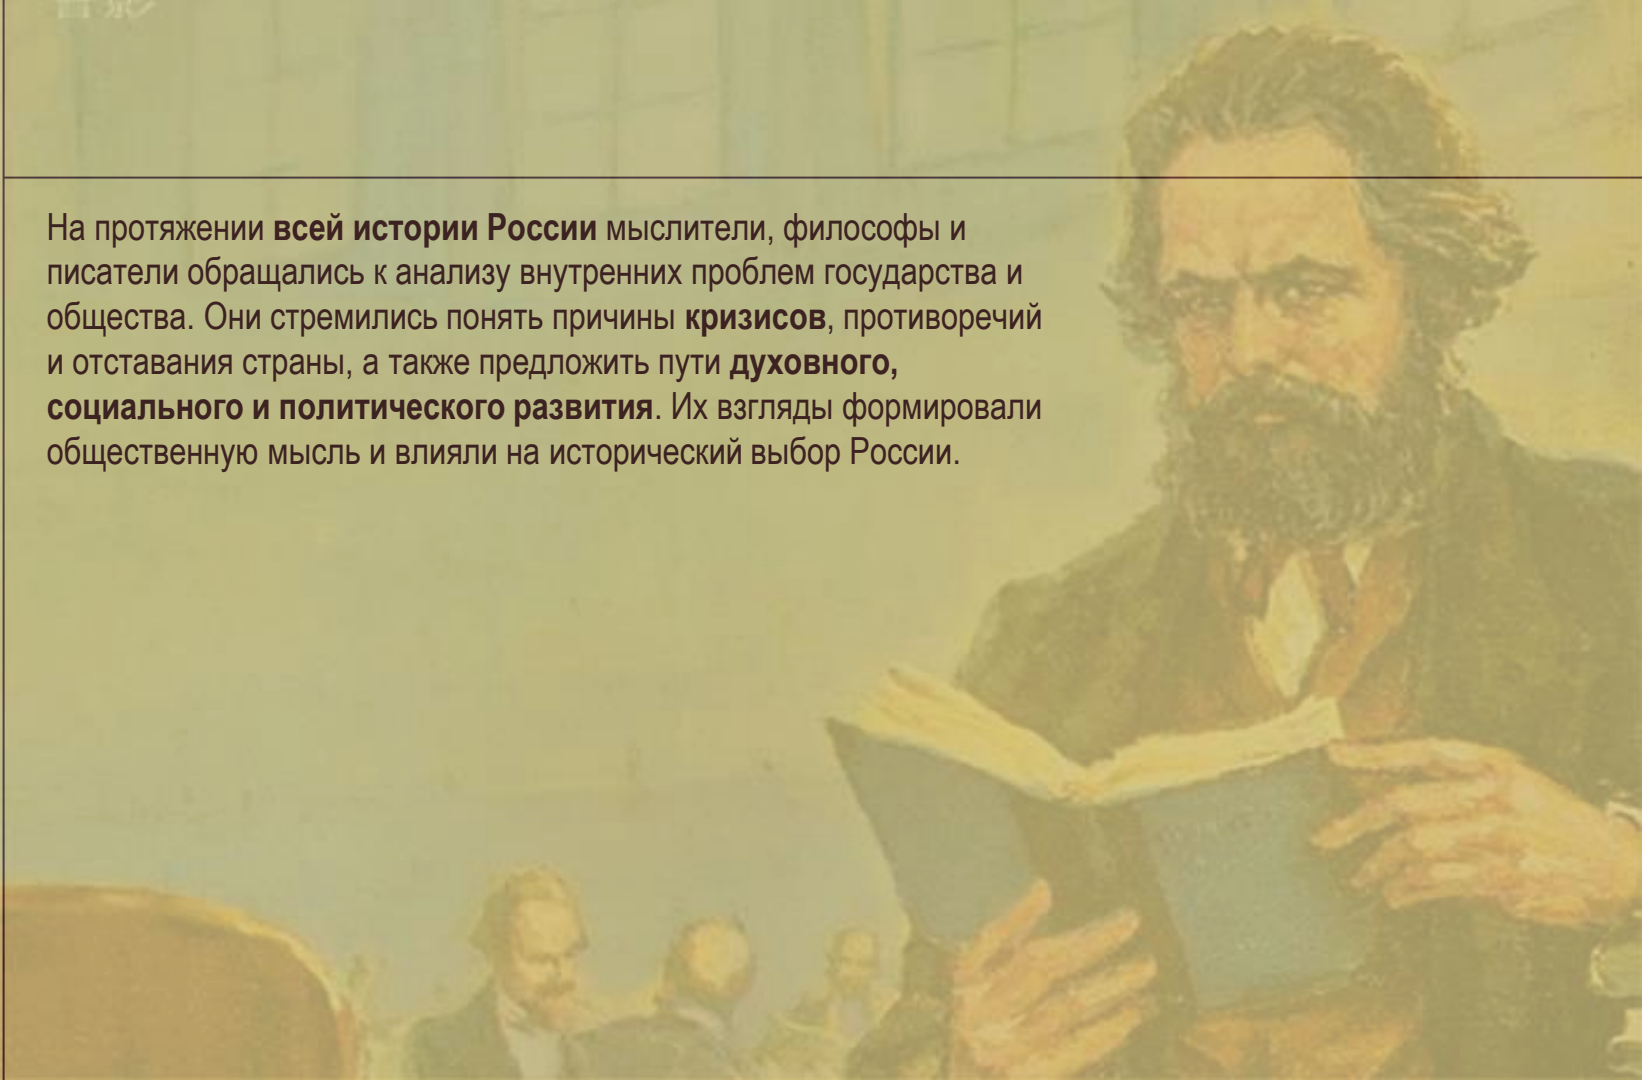 На протяжении всей истории России мыслители, философы и
писатели обращались к анализу внутренних проблем государства и
общества. Они стремились понять причины кризисов, противоречий
и отставания страны, а также предложить пути духовного,
социального и политического развития. Их взгляды формировали
общественную мысль и влияли на исторический выбор России.